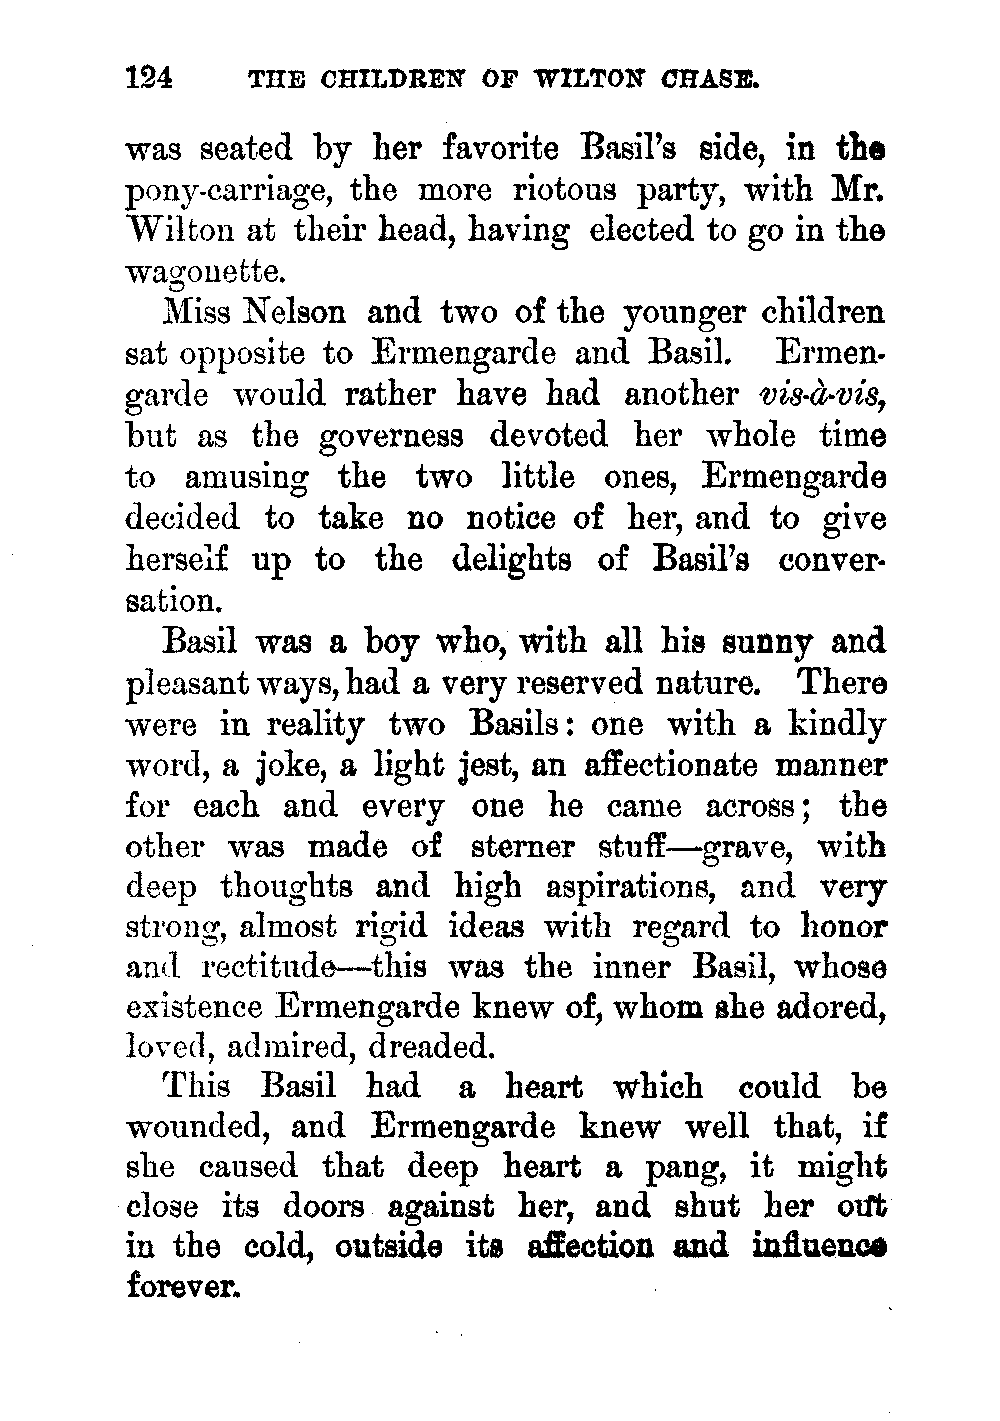 124 THE CHILDREN OF WILTON CHASE.
was seated by her favorite Basil's side, in the
pony-carriage, the more riotous party, with Mr.
Wilton at their head, having elected to go in the
wagonette.
Miss Nelson and two of the younger children
sat opposite to Ermengarde and Basil. Ermen-
garde would rather have had another vis-à-vis,
but as the governess devoted her whole time
to amusing the two little ones, Ermengarde
decided to take no notice of her, and to give
herself up to the delights of Basil's conver-
sation.
Basil was a boy who, with all his sunny and
pleasant ways, had a very reserved nature. There
were in reality two Basils: one with a kindly
word, a joke, a light jest, an affectionate manner
for each and every one he came across; the
other was made of sterner stuff—grave, with
deep thoughts and high aspirations, and very
strong, almost rigid ideas with regard to honor
and rectitude—this was the inner Basil, whose
existence Ermengarde knew of, whom she adored,
loved, admired, dreaded.
This Basil had a heart which could be
wounded, and Ermengarde knew well that, if
she caused that deep heart a pang, it might
close its doors against her, and shut her out
in the cold, outside its affection and influence
forever.